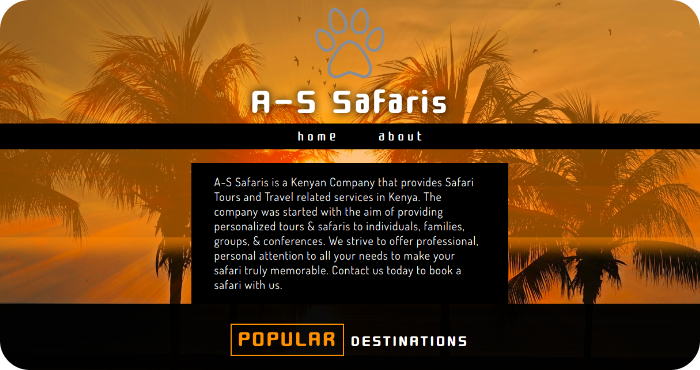 A-S Safaris
home about
A-S Safaris is a Kenyan Company that provides Safari
Tours and Travel related services in Kenya. The
company was started with the aim of providing
personalized tours & safaris to individuals, families,
groups, & conferences. We strive to offer professional,
personal attention to all your needs to make your
safari truly memorable. Contact us today to book a
safari with us.
POPULAR DESTINATIONS